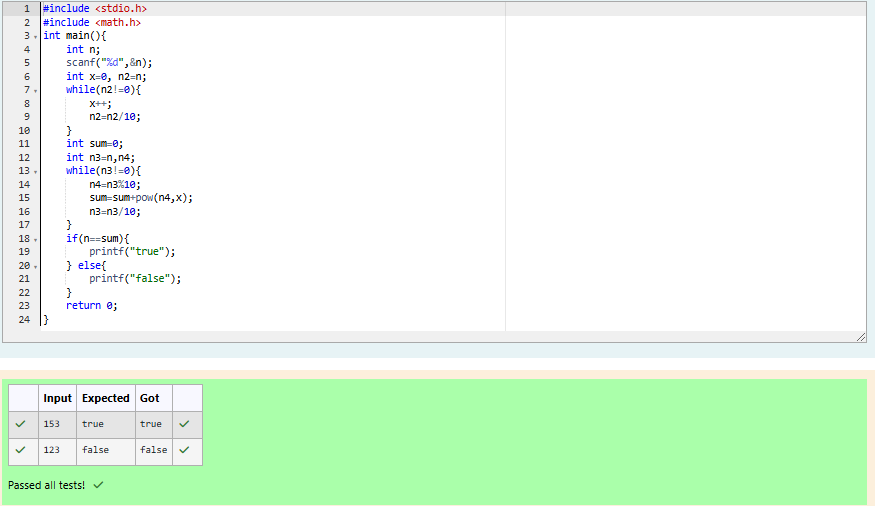 1 #include <stdio.h>
2 #include <math.h>
3 int main(){
4     int n;
5     scanf("%d",&n);
6     int x=0, n2=n;
7     while(n2!=0){
8         x++;
9         n2=n2/10;
10     }
11     int sum=0;
12     int n3=n,n4;
13     while(n3!=0){
14         n4=n3%10;
15         sum=sum+pow(n4,x);
16         n3=n3/10;
17     }
18     if(n==sum){
19         printf("true");
20     } else{
21         printf("false");
22     }
23     return 0;
24 }
Input Expected Got
153 true true
123 false false
Passed all tests!